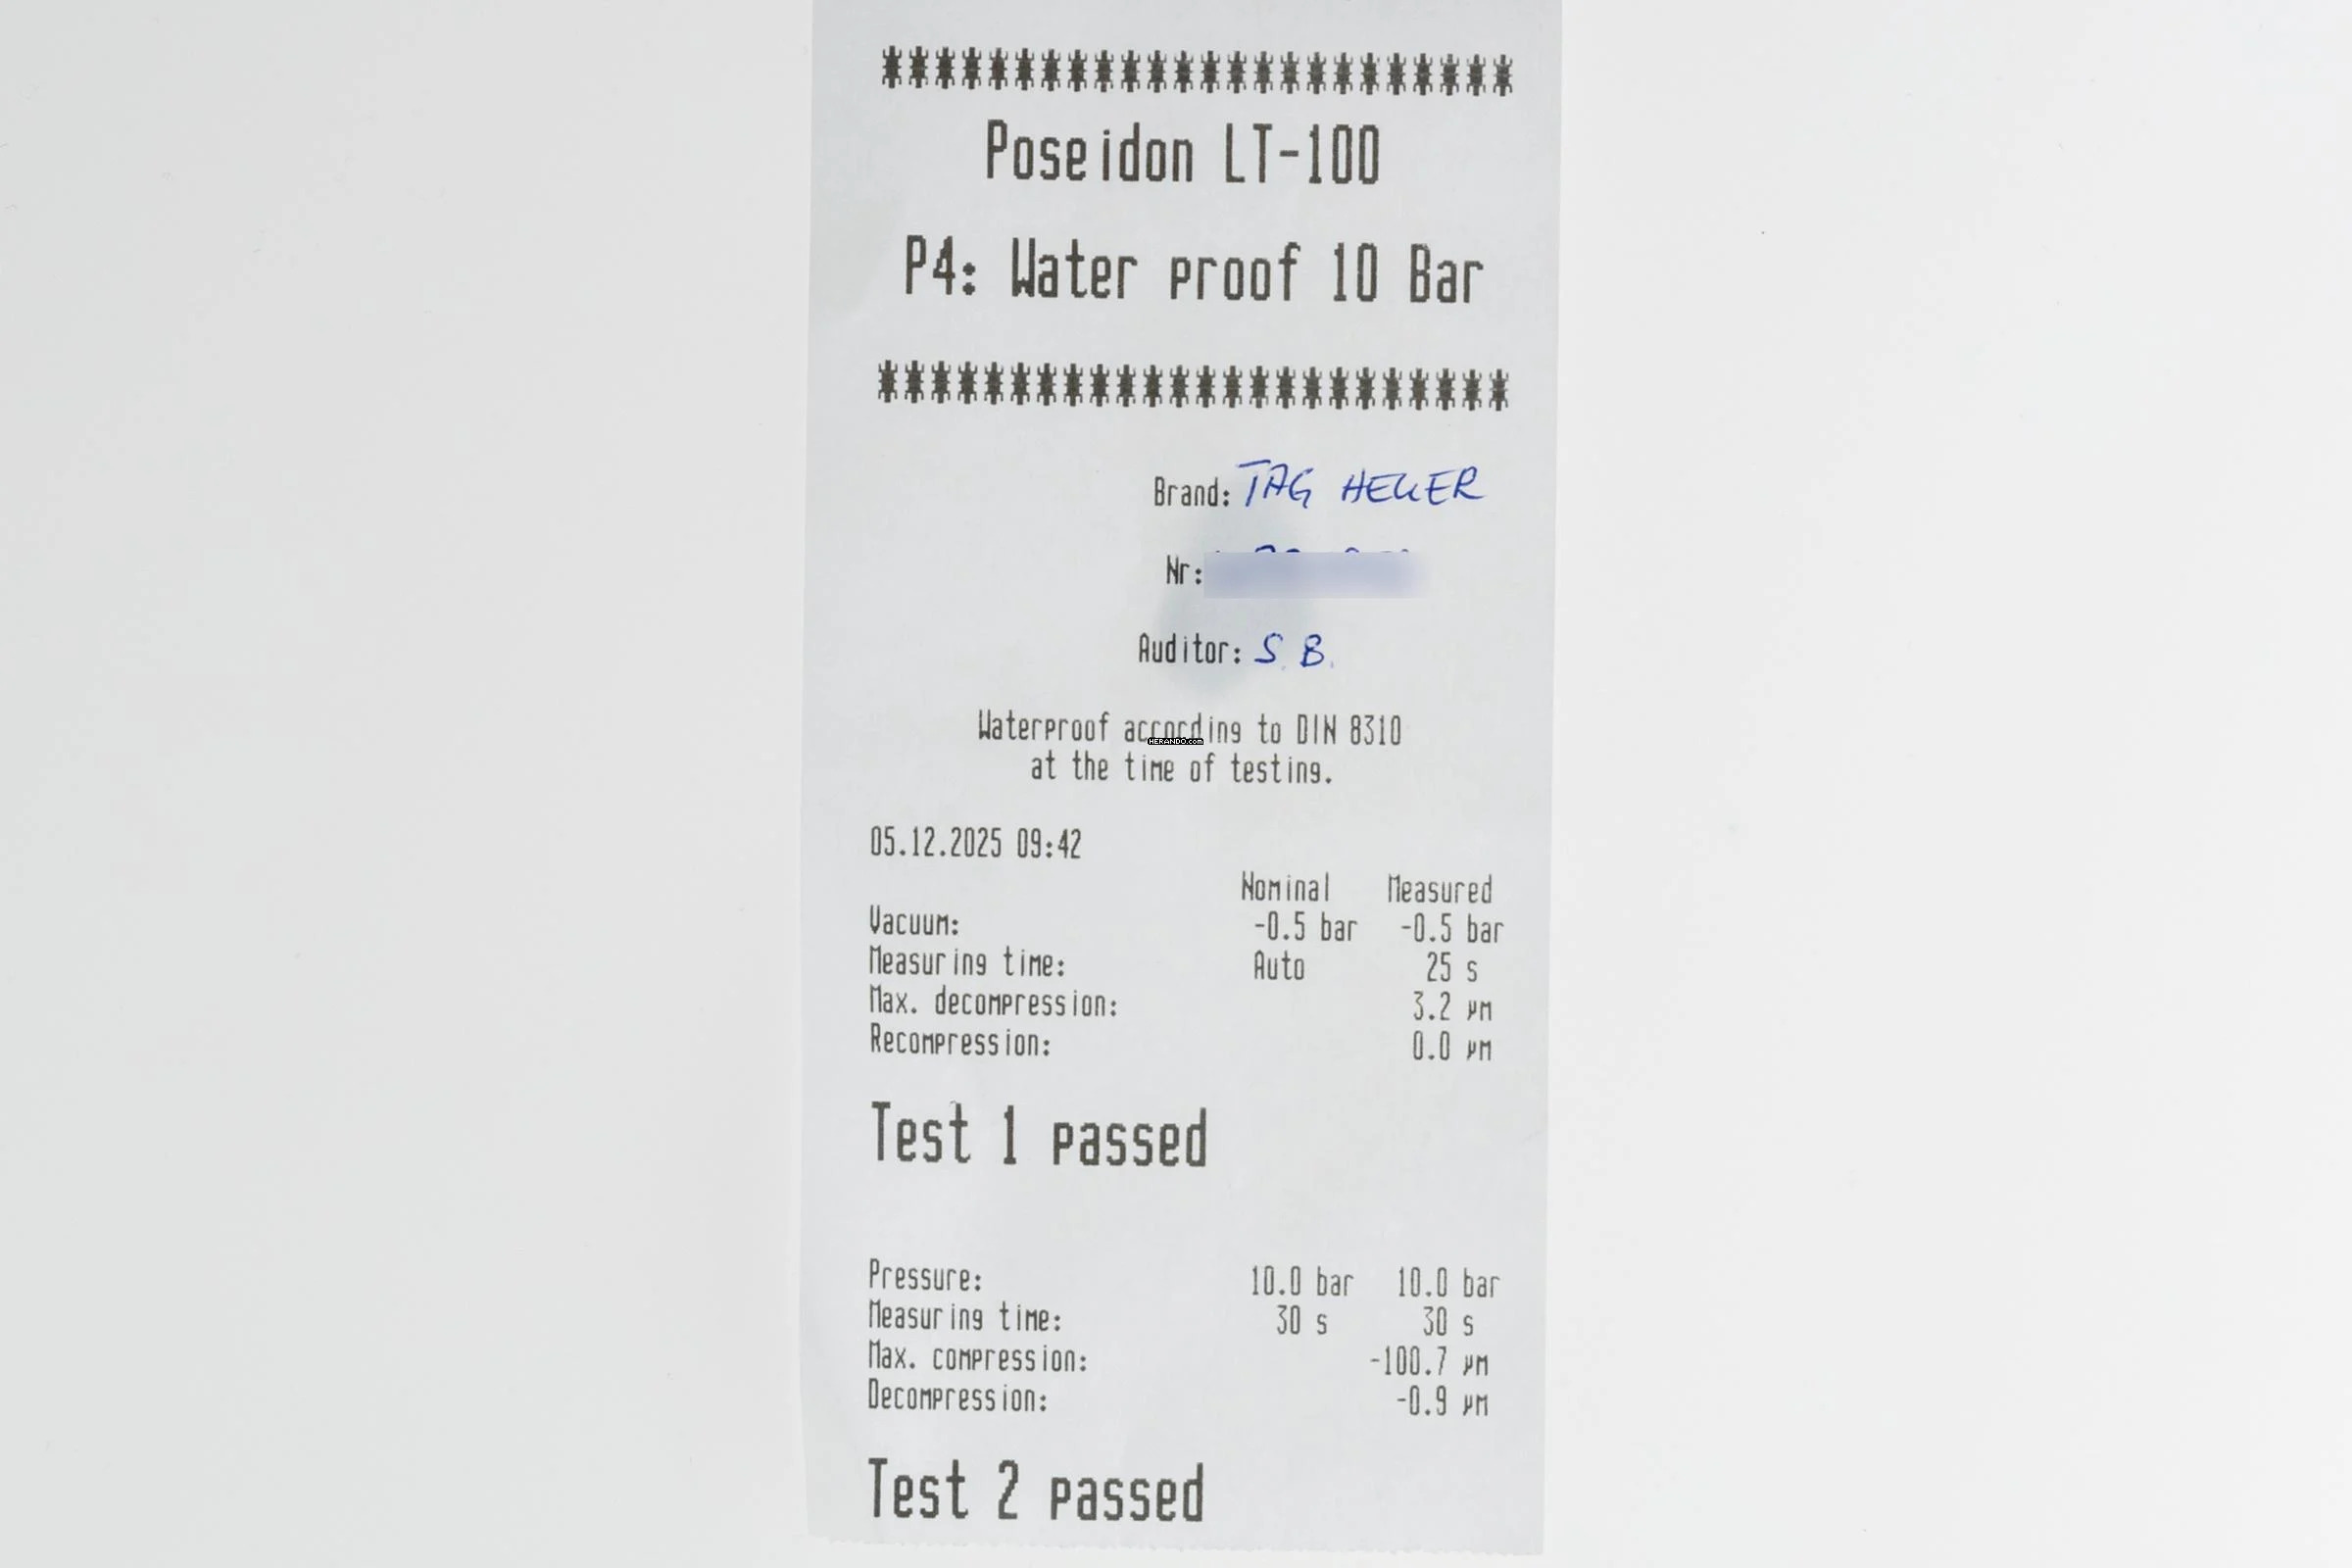 ************************
Poseidon LT-100
P4: Water proof 10 Bar
************************
Brand: TAG HEUER
Nr:
Auditor: S. B.
Waterproof according to DIN 8310
HERANDO.com
at the time of testing.
05.12.2025 09:42
Nominal Measured
Vacuum: -0.5 bar -0.5 bar
Measuring time: Auto 25 s
Max. decompression: 3.2 µm
Recompression: 0.0 µm
Test 1 passed
Pressure: 10.0 bar 10.0 bar
Measuring time: 30 s 30 s
Max. compression: -100.7 µm
Decompression: -0.9 µm
Test 2 passed